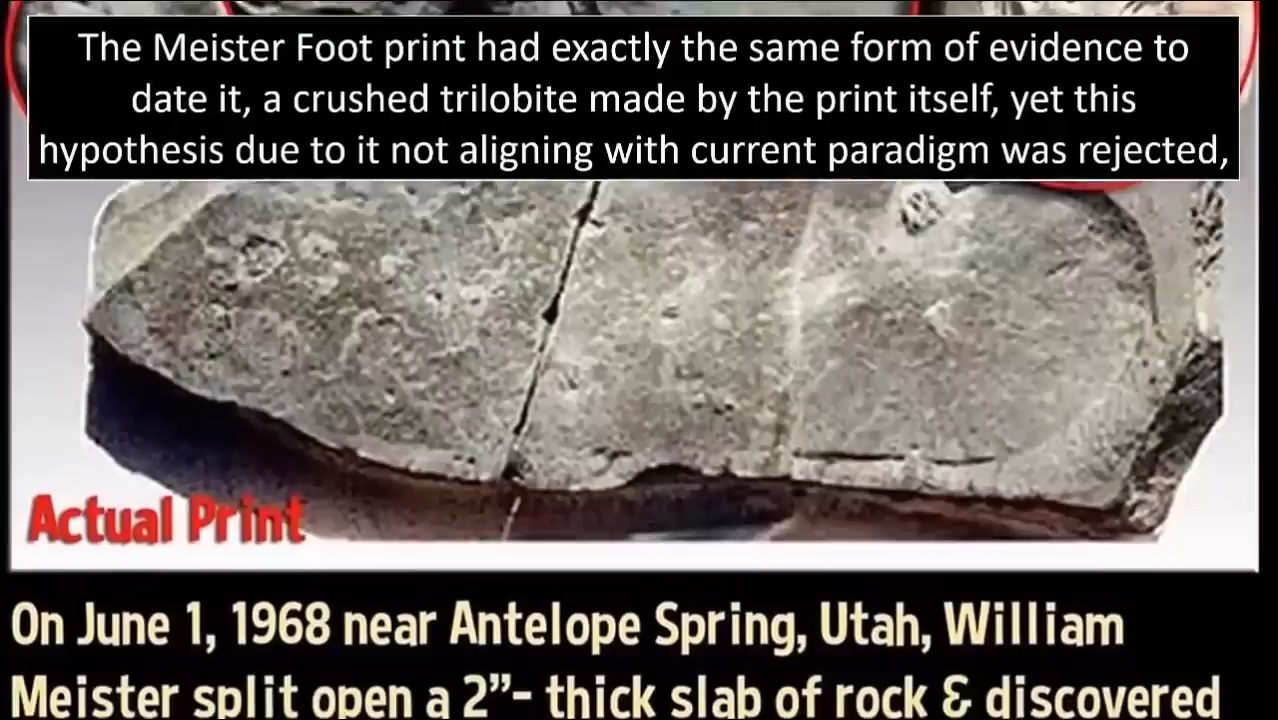 The Meister Foot print had exactly the same form of evidence to
date it, a crushed trilobite made by the print itself, yet this
hypothesis due to it not aligning with current paradigm was rejected,
Actual Print
On June 1, 1968 near Antelope Spring, Utah, William
Meister split open a 2”- thick slab of rock & discovered